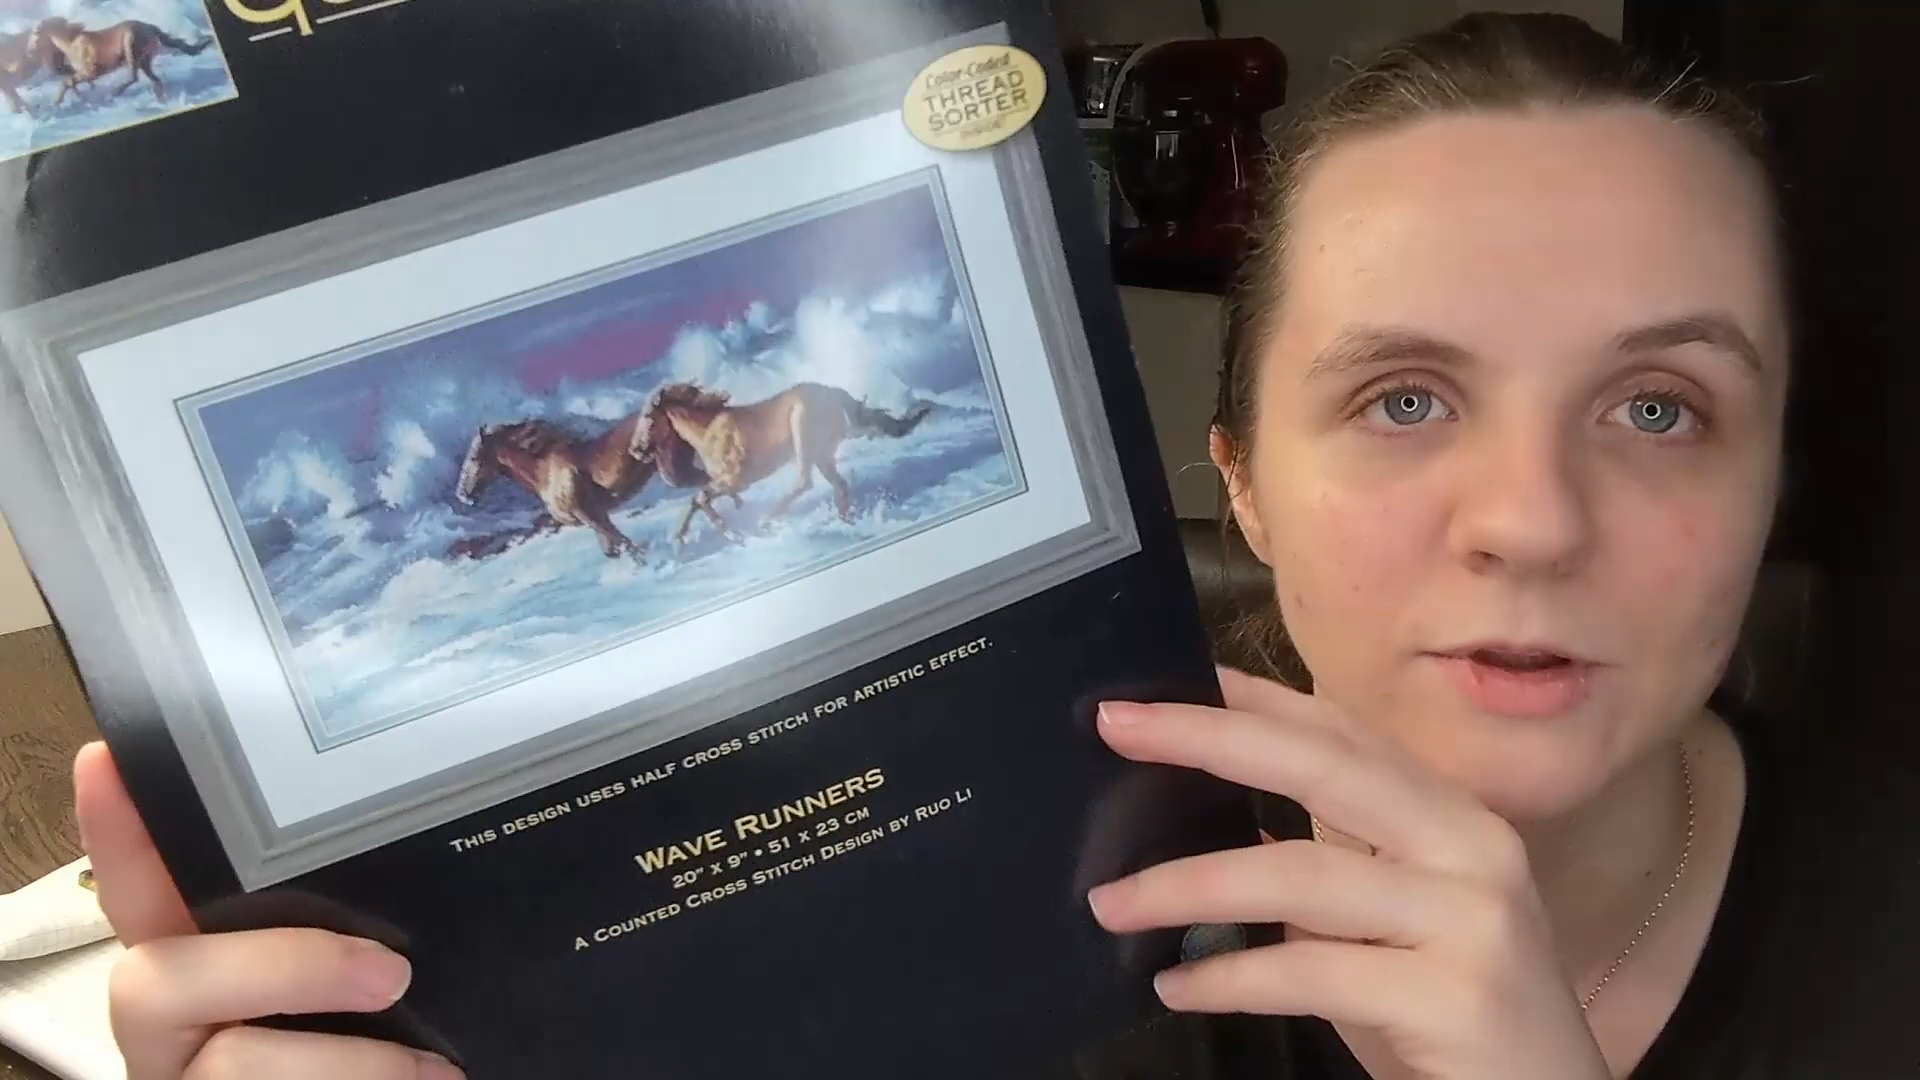 Color-Coded
THREAD
SORTER
INSIDE
THIS DESIGN USES HALF CROSS STITCH FOR ARTISTIC EFFECT.
WAVE RUNNERS
20" X 9" • 51 X 23 CM
A COUNTED CROSS STITCH DESIGN BY RUO LI